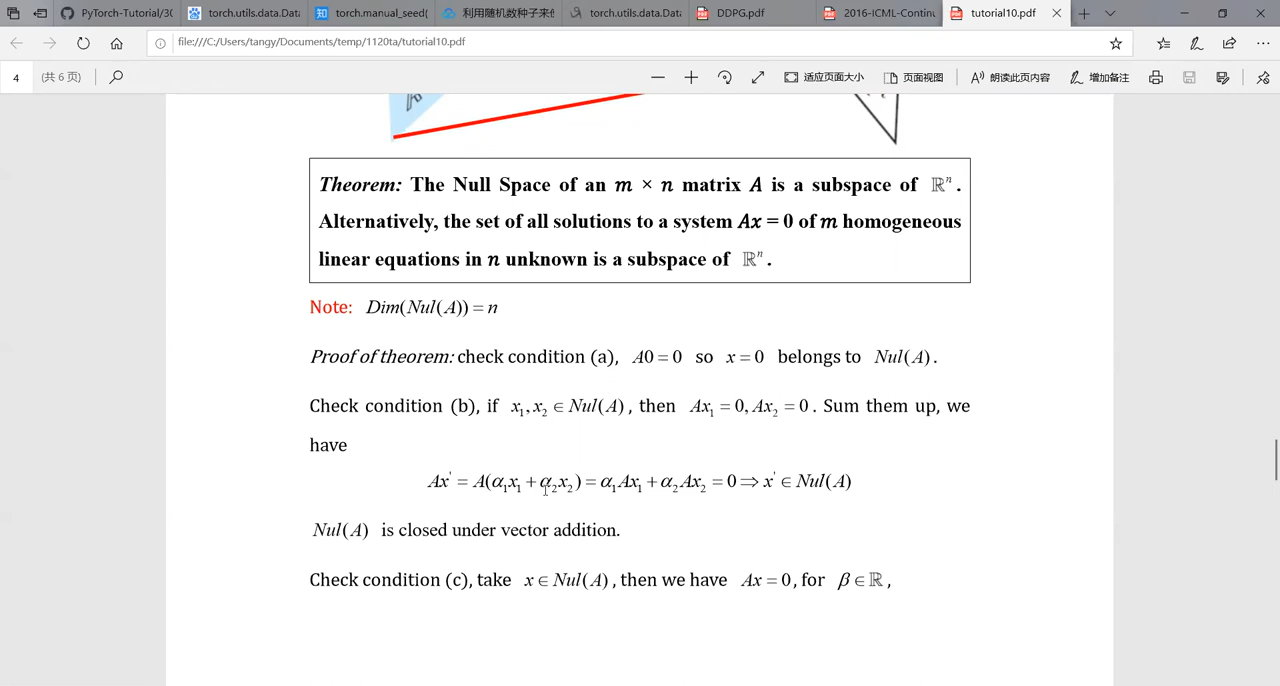 PyTorch-Tutorial/30
torch.utils.data.Data
torch.manual_seed(
利用随机数种子来使
torch.utils.data.Data
DDPG.pdf
2016-ICML-Continu
tutorial10.pdf
file:///C:/Users/tangy/Documents/temp/1120ta/tutorial10.pdf
4 (共 6 页) 适应页面大小 页面视图 朗读此页内容 增加备注
Theorem: The Null Space of an m × n matrix A is a subspace of ℝⁿ.
Alternatively, the set of all solutions to a system Ax = 0 of m homogeneous
linear equations in n unknown is a subspace of ℝⁿ.
Note: Dim(Nul(A)) = n
Proof of theorem: check condition (a), A0 = 0 so x = 0 belongs to Nul(A).
Check condition (b), if x₁, x₂ ∈ Nul(A), then Ax₁ = 0, Ax₂ = 0. Sum them up, we
have
Ax' = A(α₁x₁ + α₂x₂) = α₁Ax₁ + α₂Ax₂ = 0 ⇒ x' ∈ Nul(A)
Nul(A) is closed under vector addition.
Check condition (c), take x ∈ Nul(A), then we have Ax = 0, for β ∈ ℝ,